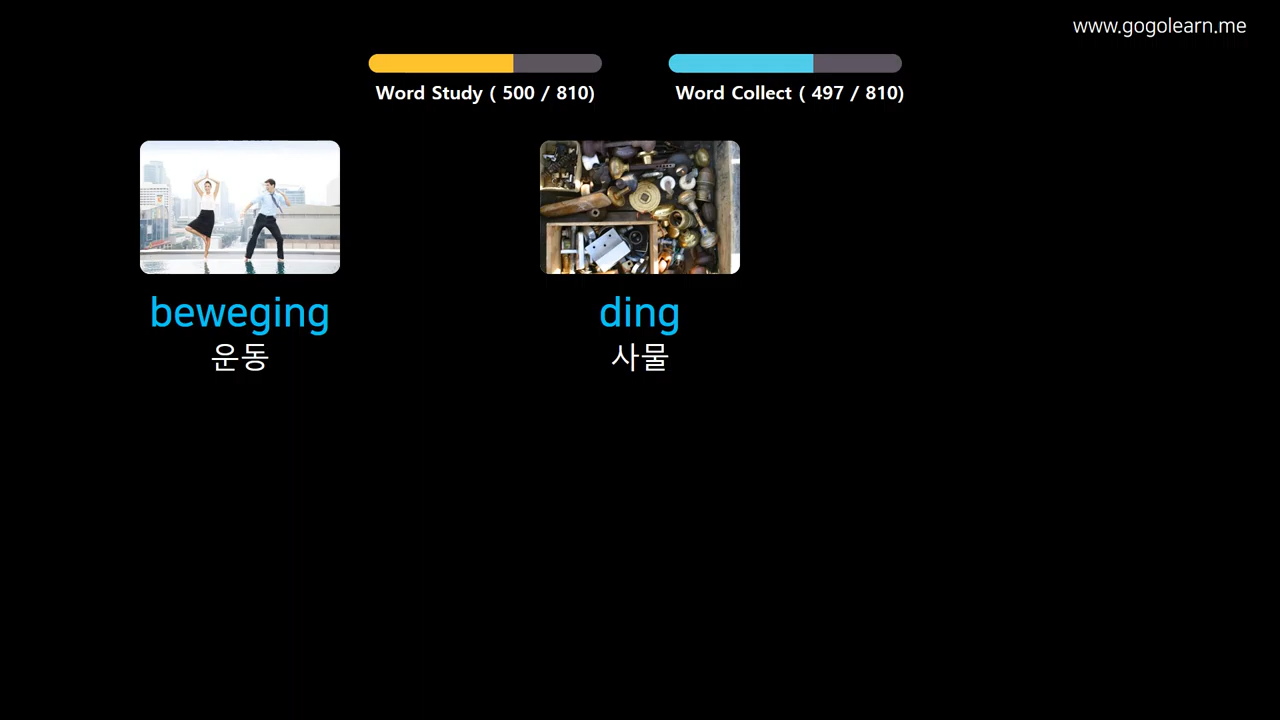 www.gogolearn.me
Word Study ( 500 / 810)
Word Collect ( 497 / 810)
beweging
운동
ding
사물